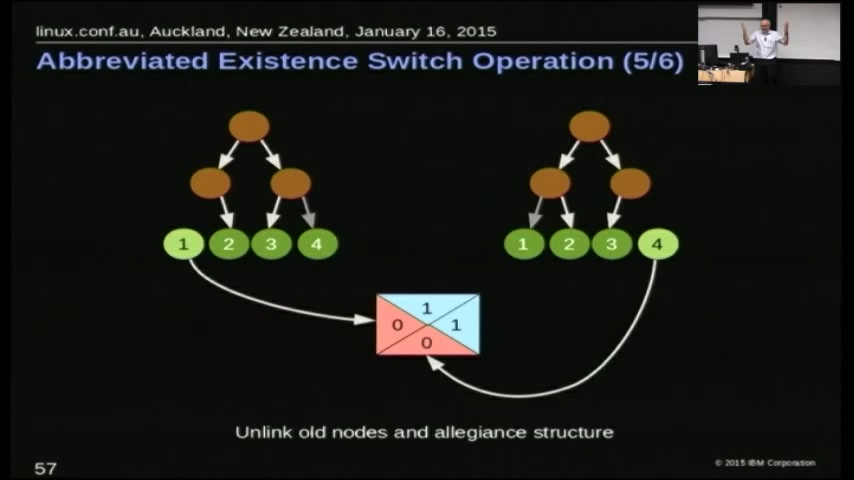 linux.conf.au, Auckland, New Zealand, January 16, 2015
Abbreviated Existence Switch Operation (5/6)
1 2 3 4 1 2 3 4
1
0 1
0
Unlink old nodes and allegiance structure
57 © 2015 IBM Corporation